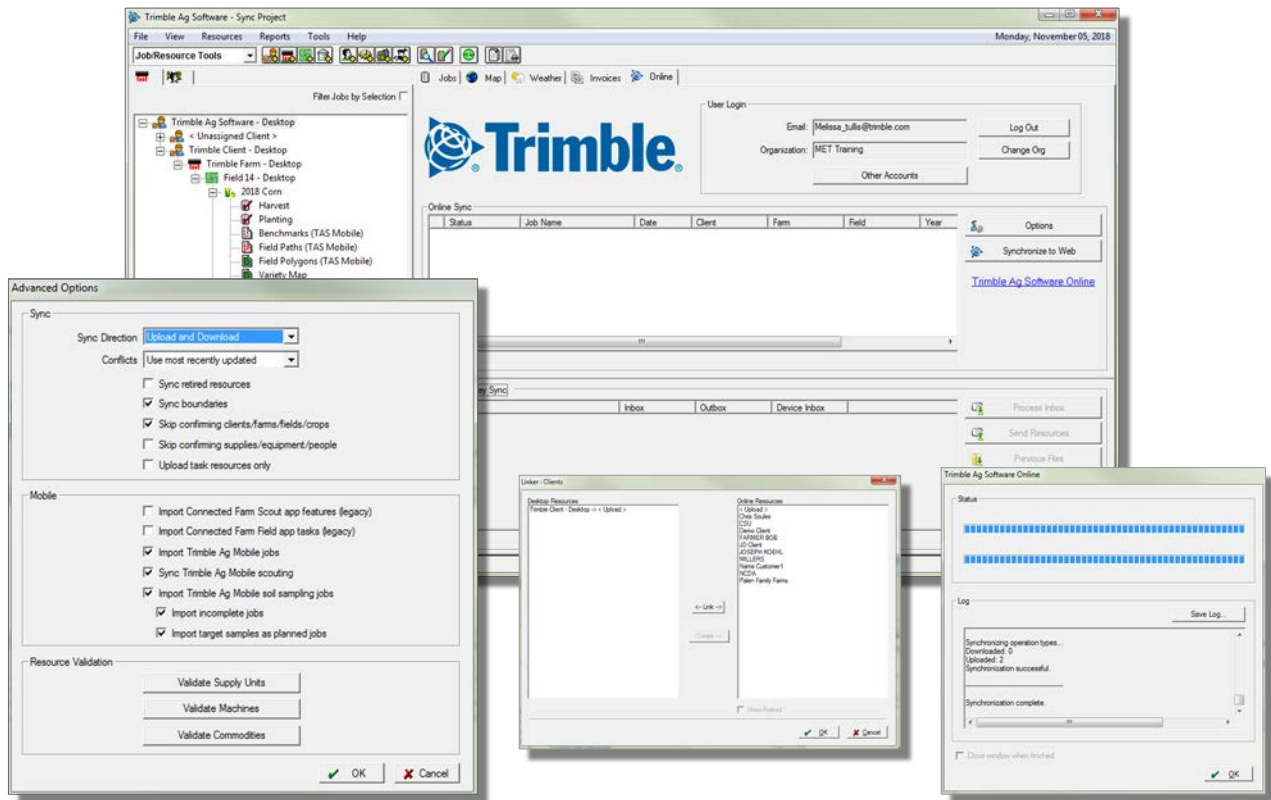 Trimble Ag Software - Sync Project
File View Resources Reports Tools Help Monday, November 05, 2018
Job/Resource Tools
Jobs Map Weather Invoices Online
Filter Jobs by Selection
Trimble Ag Software - Desktop
< Unassigned Client >
Trimble Client - Desktop
Trimble Farm - Desktop
Field 14 - Desktop
2018 Corn
Harvest
Planting
Benchmarks (TAS Mobile)
Field Paths (TAS Mobile)
Field Polygons (TAS Mobile)
Variety Map
Trimble
User Login
Email: Melissa_tullis@trimble.com Log Out
Organization: MET Training Change Org
Other Accounts
Online Sync
Status Job Name Date Client Farm Field Year
Options
Synchronize to Web
Trimble Ag Software Online
Sync
Inbox Outbox Device Inbox
Process Inbox
Send Resources
Previous Files
Advanced Options
Sync
Sync Direction Upload and Download
Conflicts Use most recently updated
Sync retired resources
Sync boundaries
Skip confirming clients/farms/fields/crops
Skip confirming supplies/equipment/people
Upload task resources only
Mobile
Import Connected Farm Scout app features (legacy)
Import Connected Farm Field app tasks (legacy)
Import Trimble Ag Mobile jobs
Sync Trimble Ag Mobile scouting
Import Trimble Ag Mobile soil sampling jobs
Import incomplete jobs
Import target samples as planned jobs
Resource Validation
Validate Supply Units
Validate Machines
Validate Commodities
OK Cancel
Linker : Clients
Desktop Resources
Trimble Client - Desktop -> < Upload >
Online Resources
< Upload >
Chris Soules
CSU
Demo Client
FARMER BOB
JD Client
JOSEPH KOEHL
MILLERS
Name Customer1
NCDA
Palen Family Farms
<- Link ->
Create ->
Show Retired
OK Cancel
Trimble Ag Software Online
Status
Log
Save Log...
Synchronizing operation types...
Downloaded: 0
Uploaded: 2
Synchronization successful.
Synchronization complete.
Close window when finished
OK